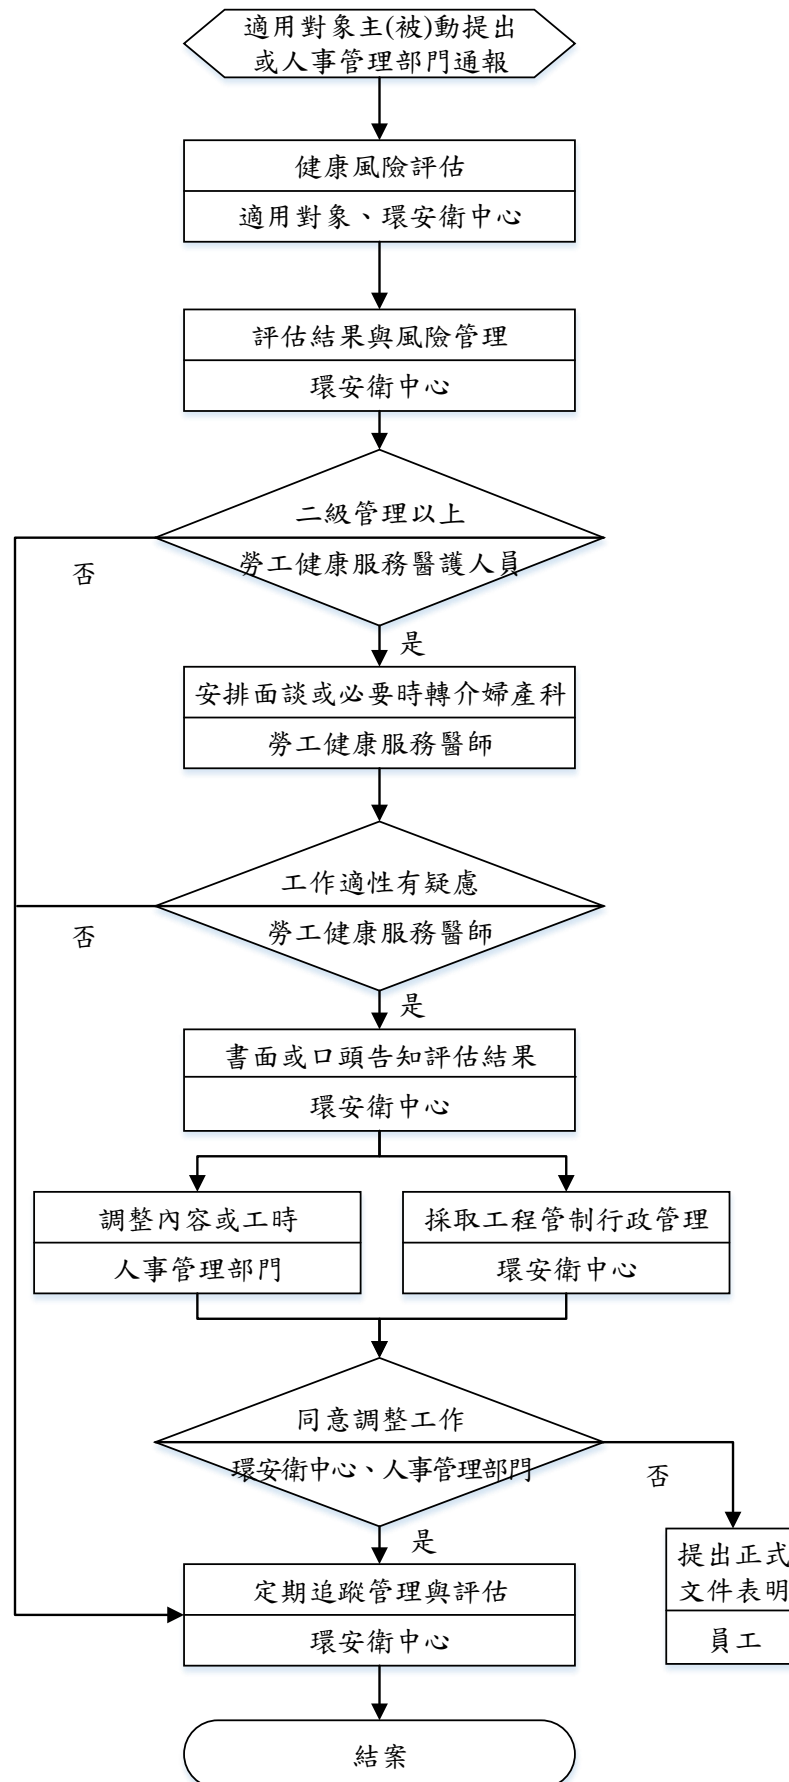 適用對象主(被)動提出
或人事管理部門通報
健康風險評估
適用對象、環安衛中心
評估結果與風險管理
環安衛中心
二級管理以上
勞工健康服務醫護人員
否
是
安排面談或必要時轉介婦產科
勞工健康服務醫師
工作適性有疑慮
勞工健康服務醫師
否
是
書面或口頭告知評估結果
環安衛中心
調整內容或工時
人事管理部門
採取工程管制行政管理
環安衛中心
同意調整工作
環安衛中心、人事管理部門
否
是
提出正式
文件表明
員工
定期追蹤管理與評估
環安衛中心
結案